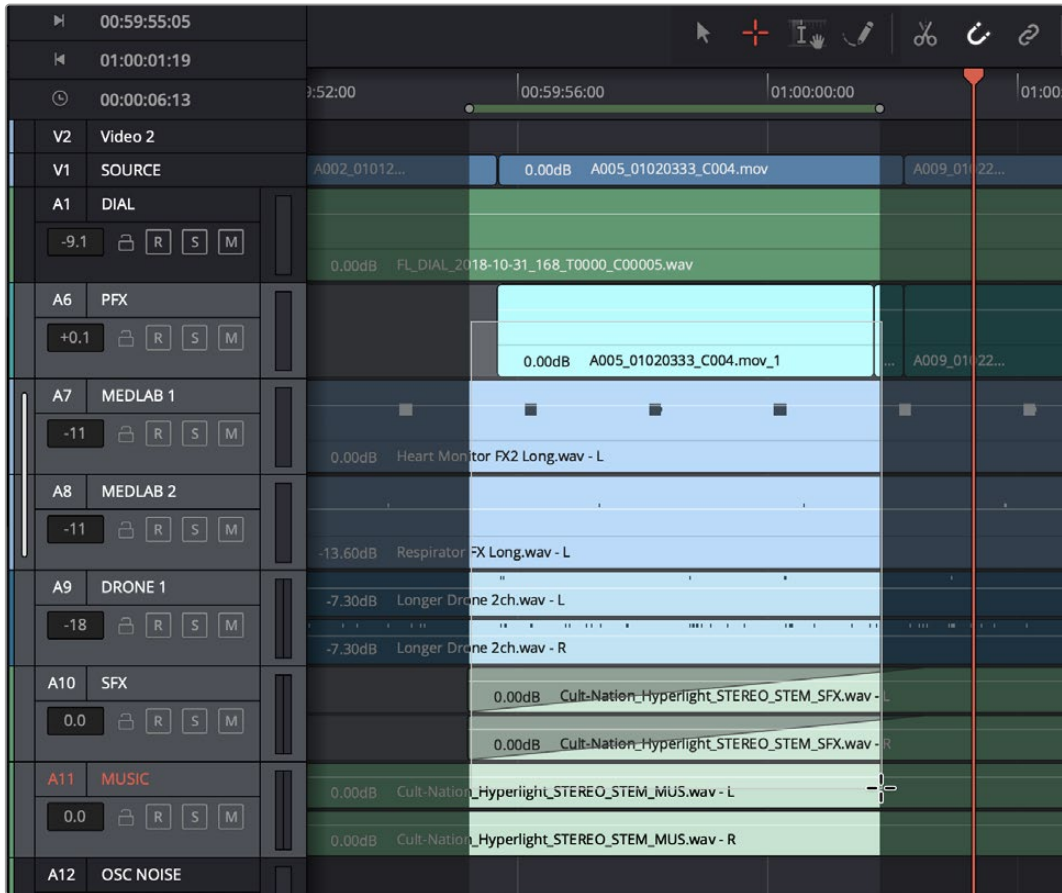 00:59:55:05
01:00:01:19
00:00:06:13
9:52:00 00:59:56:00 01:00:00:00 01:00
V2 Video 2
V1 SOURCE
A002_01012... 0.00dB A005_01020333_C004.mov A009_01022...
A1 DIAL
-9.1 R S M
0.00dB FL_DIAL_2018-10-31_168_T0000_C00005.wav
A6 PFX
+0.1 R S M
0.00dB A005_01020333_C004.mov_1 ... A009_01022...
A7 MEDLAB 1
-11 R S M
0.00dB Heart Monitor FX2 Long.wav - L
A8 MEDLAB 2
-11 R S M
-13.60dB Respirator FX Long.wav - L
A9 DRONE 1
-7.30dB Longer Drone 2ch.wav - L
-18 R S M
-7.30dB Longer Drone 2ch.wav - R
A10 SFX
0.00dB Cult-Nation_Hyperlight_STEREO_STEM_SFX.wav - L
0.0 R S M
0.00dB Cult-Nation_Hyperlight_STEREO_STEM_SFX.wav - R
A11 MUSIC
0.00dB Cult-Nation_Hyperlight_STEREO_STEM_MUS.wav - L
0.0 R S M
0.00dB Cult-Nation_Hyperlight_STEREO_STEM_MUS.wav - R
A12 OSC NOISE